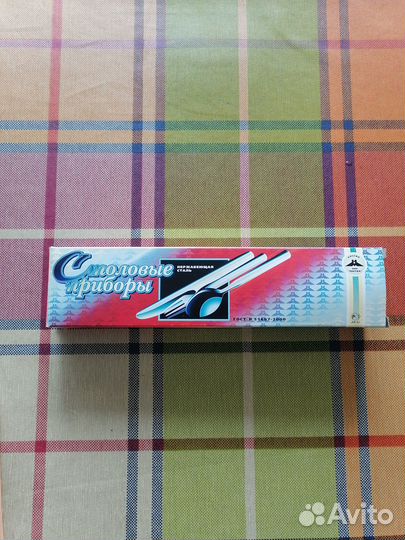 Столовые
приборы
НЕРЖАВЕЮЩАЯ
СТАЛЬ
ГОСТ Р 51687-2000
Avito